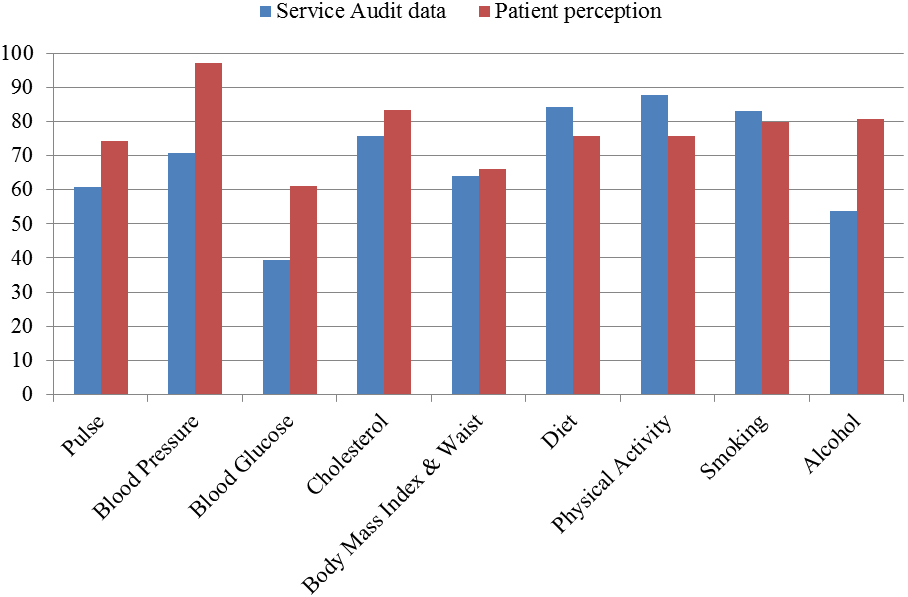 Service Audit data
Patient perception
100
90
80
70
60
50
40
30
20
10
0
Pulse
Blood Pressure
Blood Glucose
Cholesterol
Body Mass Index & Waist
Diet
Physical Activity
Smoking
Alcohol